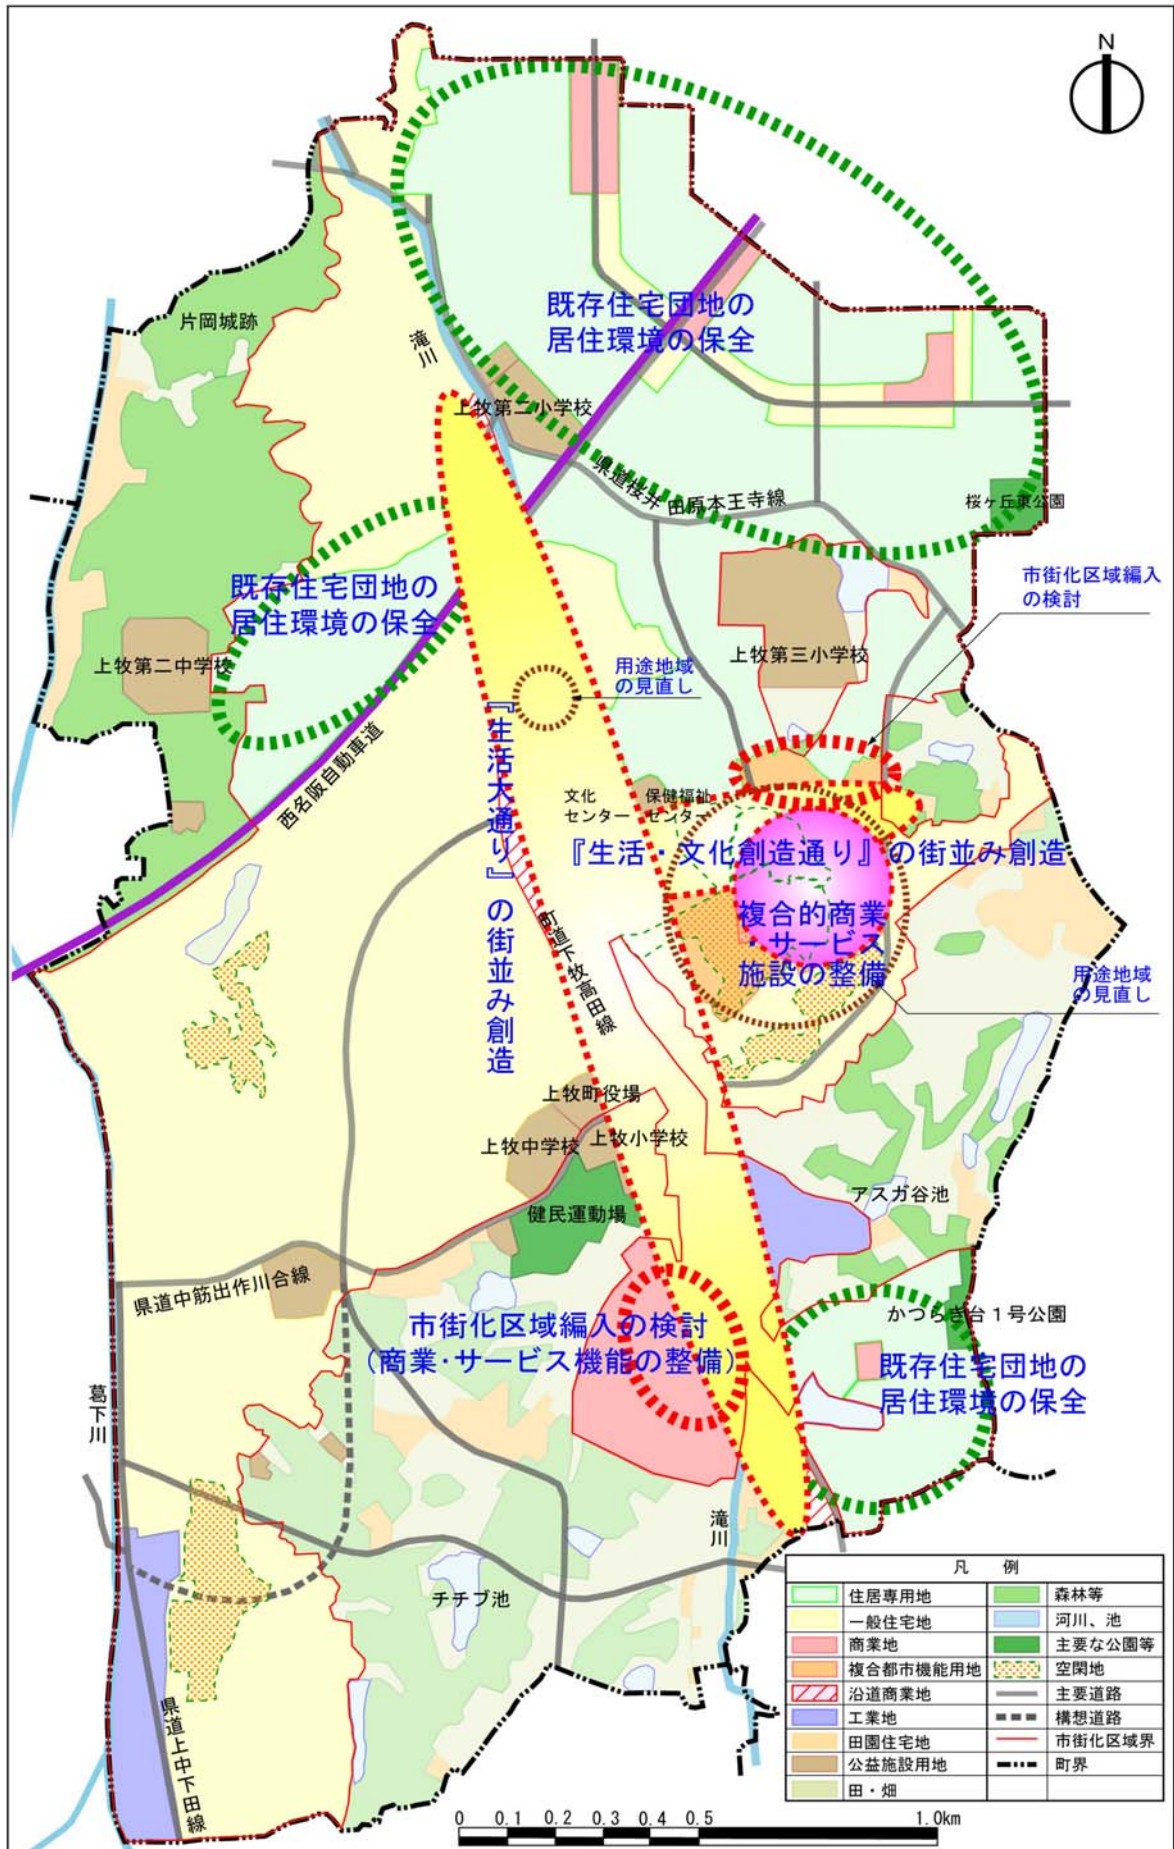 N
片岡城跡
滝川
既存住宅団地の
居住環境の保全
上牧第二小学校
県道桜井田原本王寺線
桜ヶ丘東公園
市街化区域編入
の検討
既存住宅団地の
居住環境の保全
上牧第二中学校
上牧第三小学校
用途地域
の見直し
西名阪自動車道
『生活大通り』の街並み創造
文化
センター
保健福祉
センター
『生活・文化創造通り』の街並み創造
複合的商業
・サービス
施設の整備
町道下牧高田線
用途地域
の見直し
上牧町役場
上牧中学校
上牧小学校
アスガ谷池
健民運動場
県道中筋出作川合線
かつらぎ台1号公園
市街化区域編入の検討
(商業・サービス機能の整備)
既存住宅団地の
居住環境の保全
葛下川
滝川
チチブ池
県道上中下田線
凡 例
住居専用地
森林等
一般住宅地
河川、池
商業地
主要な公園等
複合都市機能用地
空閑地
沿道商業地
主要道路
工業地
構想道路
田園住宅地
市街化区域界
公益施設用地
町界
田・畑
0 0.1 0.2 0.3 0.4 0.5 1.0km